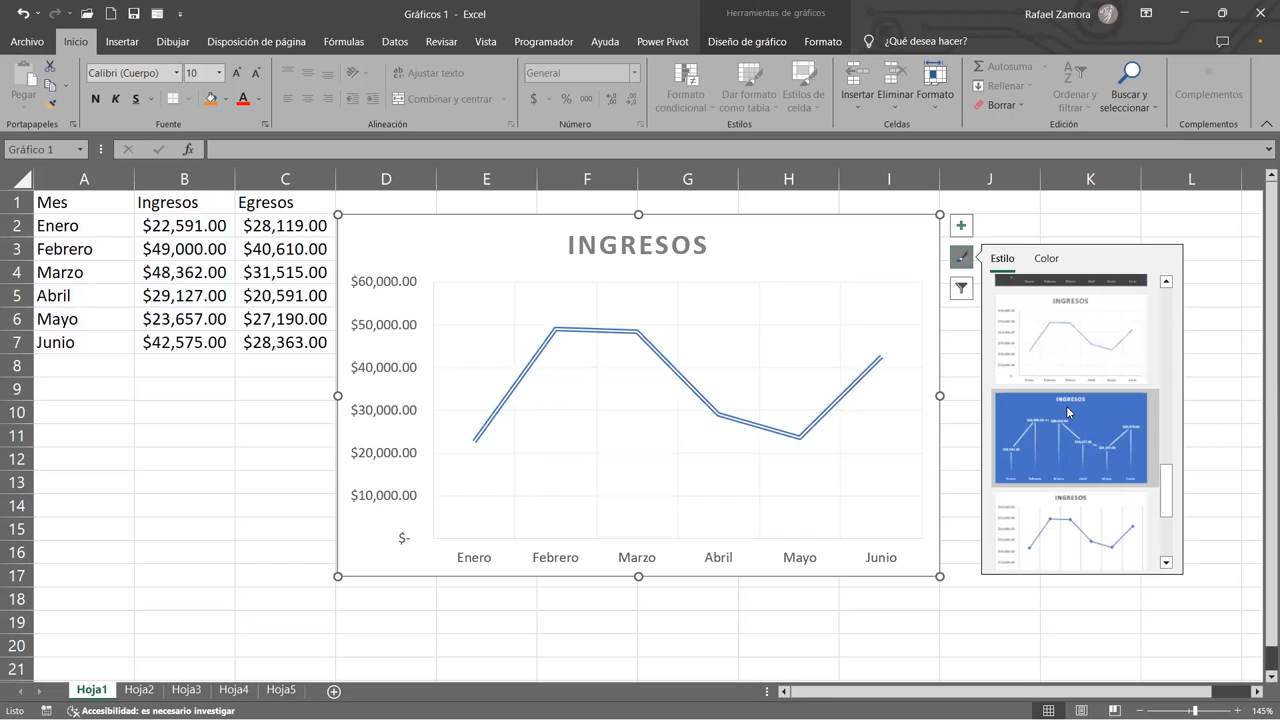 Gráficos 1 - Excel
Herramientas de gráficos
Rafael Zamora
Archivo Inicio Insertar Dibujar Disposición de página Fórmulas Datos Revisar Vista Programador Ayuda Power Pivot Diseño de gráfico Formato ¿Qué desea hacer?
Pegar
Portapapeles
Calibri (Cuerpo) 10
N K S
Fuente
Ajustar texto
Combinar y centrar
Alineación
General
$ % 000
Número
Formato condicional
Dar formato como tabla
Estilos de celda
Estilos
Insertar Eliminar Formato
Celdas
Autosuma
Rellenar
Borrar
Ordenar y filtrar
Buscar y seleccionar
Edición
Complementos
Complementos
Gráfico 1
fx
A B C D E F G H I J K L
1 Mes Ingresos Egresos
2 Enero $22,591.00 $28,119.00
3 Febrero $49,000.00 $40,610.00
4 Marzo $48,362.00 $31,515.00
5 Abril $29,127.00 $20,591.00
6 Mayo $23,657.00 $27,190.00
7 Junio $42,575.00 $28,363.00
8
9
10
11
12
13
14
15
16
17
18
19
20
21
INGRESOS
$60,000.00
$50,000.00
$40,000.00
$30,000.00
$20,000.00
$10,000.00
$-
Enero Febrero Marzo Abril Mayo Junio
Estilo Color
INGRESOS
INGRESOS
INGRESOS
Hoja1 Hoja2 Hoja3 Hoja4 Hoja5
Listo
Accesibilidad: es necesario investigar
145%